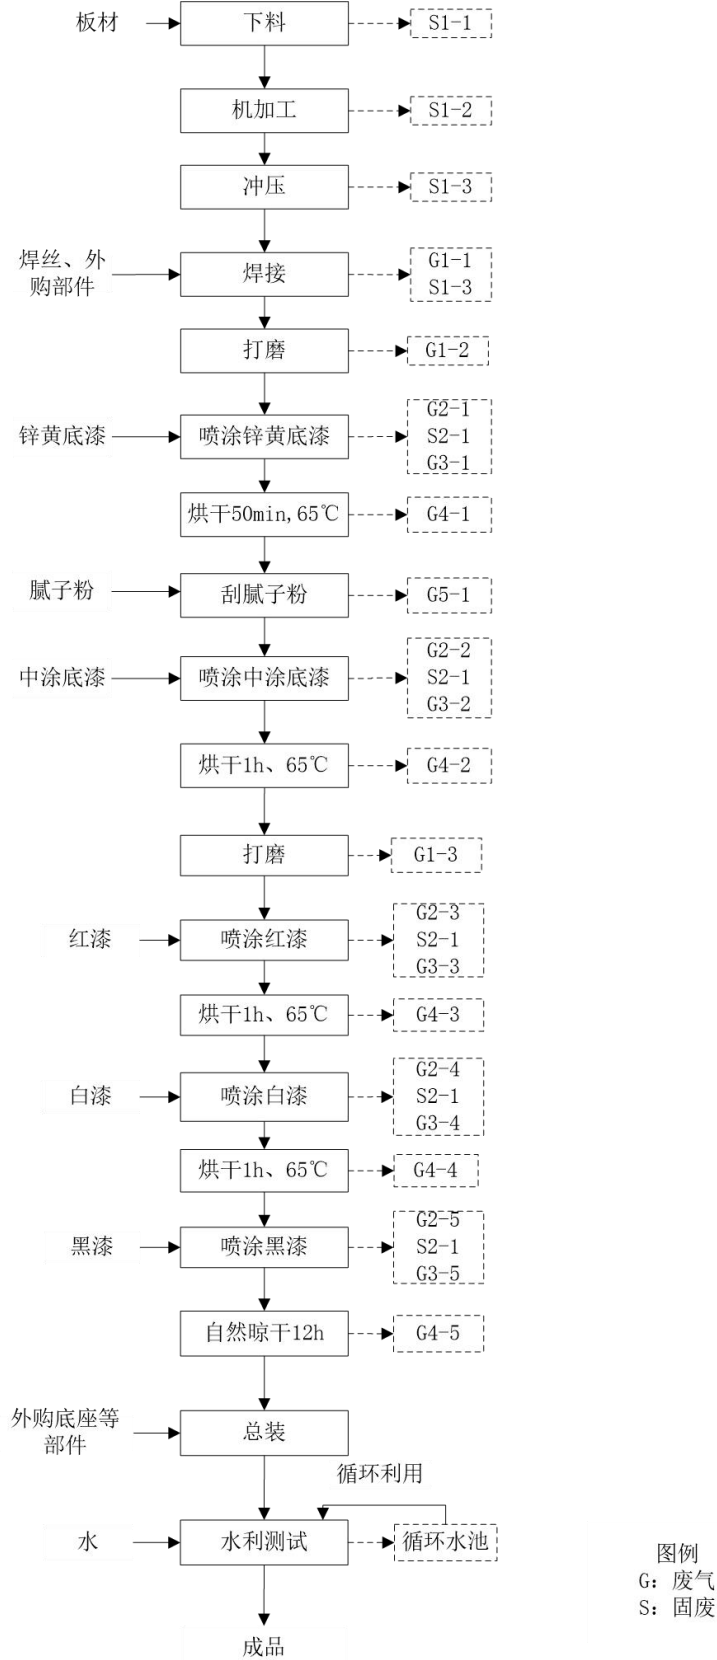 板材
下料
S1-1
机加工
S1-2
冲压
S1-3
焊丝、外
购部件
焊接
G1-1
S1-3
打磨
G1-2
锌黄底漆
喷涂锌黄底漆
G2-1
S2-1
G3-1
烘干50min,65℃
G4-1
腻子粉
刮腻子粉
G5-1
中涂底漆
喷涂中涂底漆
G2-2
S2-1
G3-2
烘干1h、65℃
G4-2
打磨
G1-3
红漆
喷涂红漆
G2-3
S2-1
G3-3
烘干1h、65℃
G4-3
白漆
喷涂白漆
G2-4
S2-1
G3-4
烘干1h、65℃
G4-4
黑漆
喷涂黑漆
G2-5
S2-1
G3-5
自然晾干12h
G4-5
外购底座等
部件
总装
循环利用
水
水利测试
循环水池
成品
图例
G: 废气
S: 固废